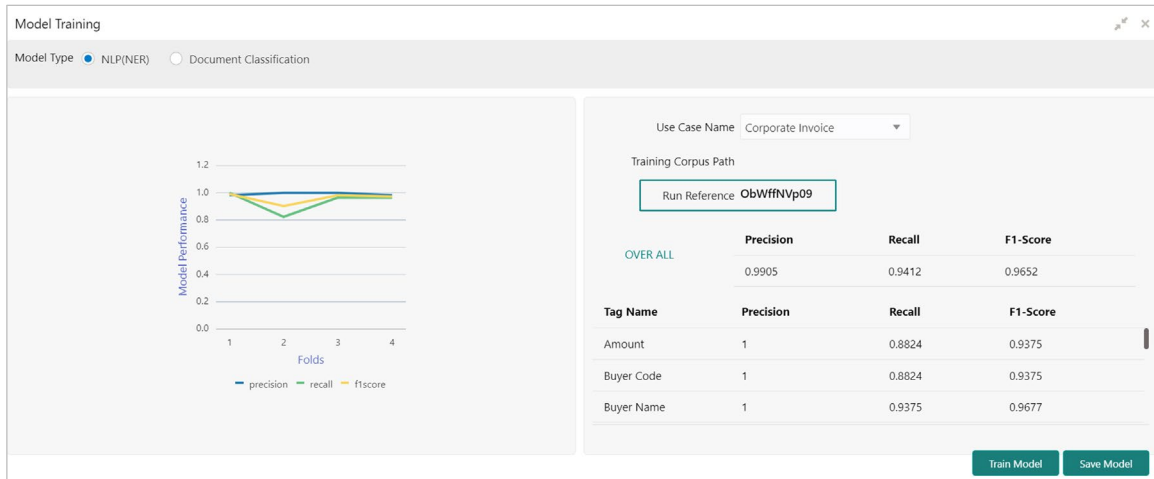 Model Training
Model Type NLP(NER) Document Classification
1.2
1.0
0.8
0.6
0.4
0.2
0.0
Model Performance
1 2 3 4
Folds
precision recall f1score
Use Case Name Corporate Invoice
Training Corpus Path
Run Reference ObWffNVp09
OVER ALL
Precision Recall F1-Score
0.9905 0.9412 0.9652
Tag Name Precision Recall F1-Score
Amount 1 0.8824 0.9375
Buyer Code 1 0.8824 0.9375
Buyer Name 1 0.9375 0.9677
Train Model Save Model